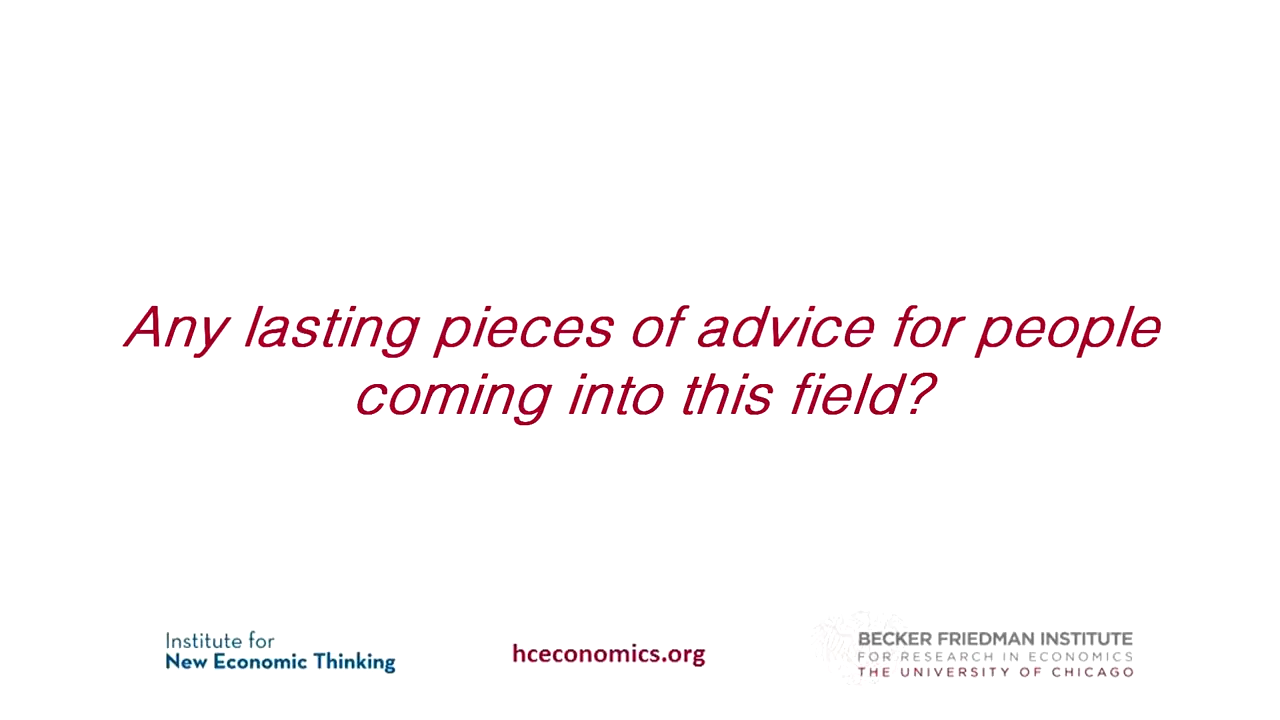 Any lasting pieces of advice for people
coming into this field?
Institute for
New Economic Thinking
hceconomics.org
BECKER FRIEDMAN INSTITUTE
FOR RESEARCH IN ECONOMICS
THE UNIVERSITY OF CHICAGO